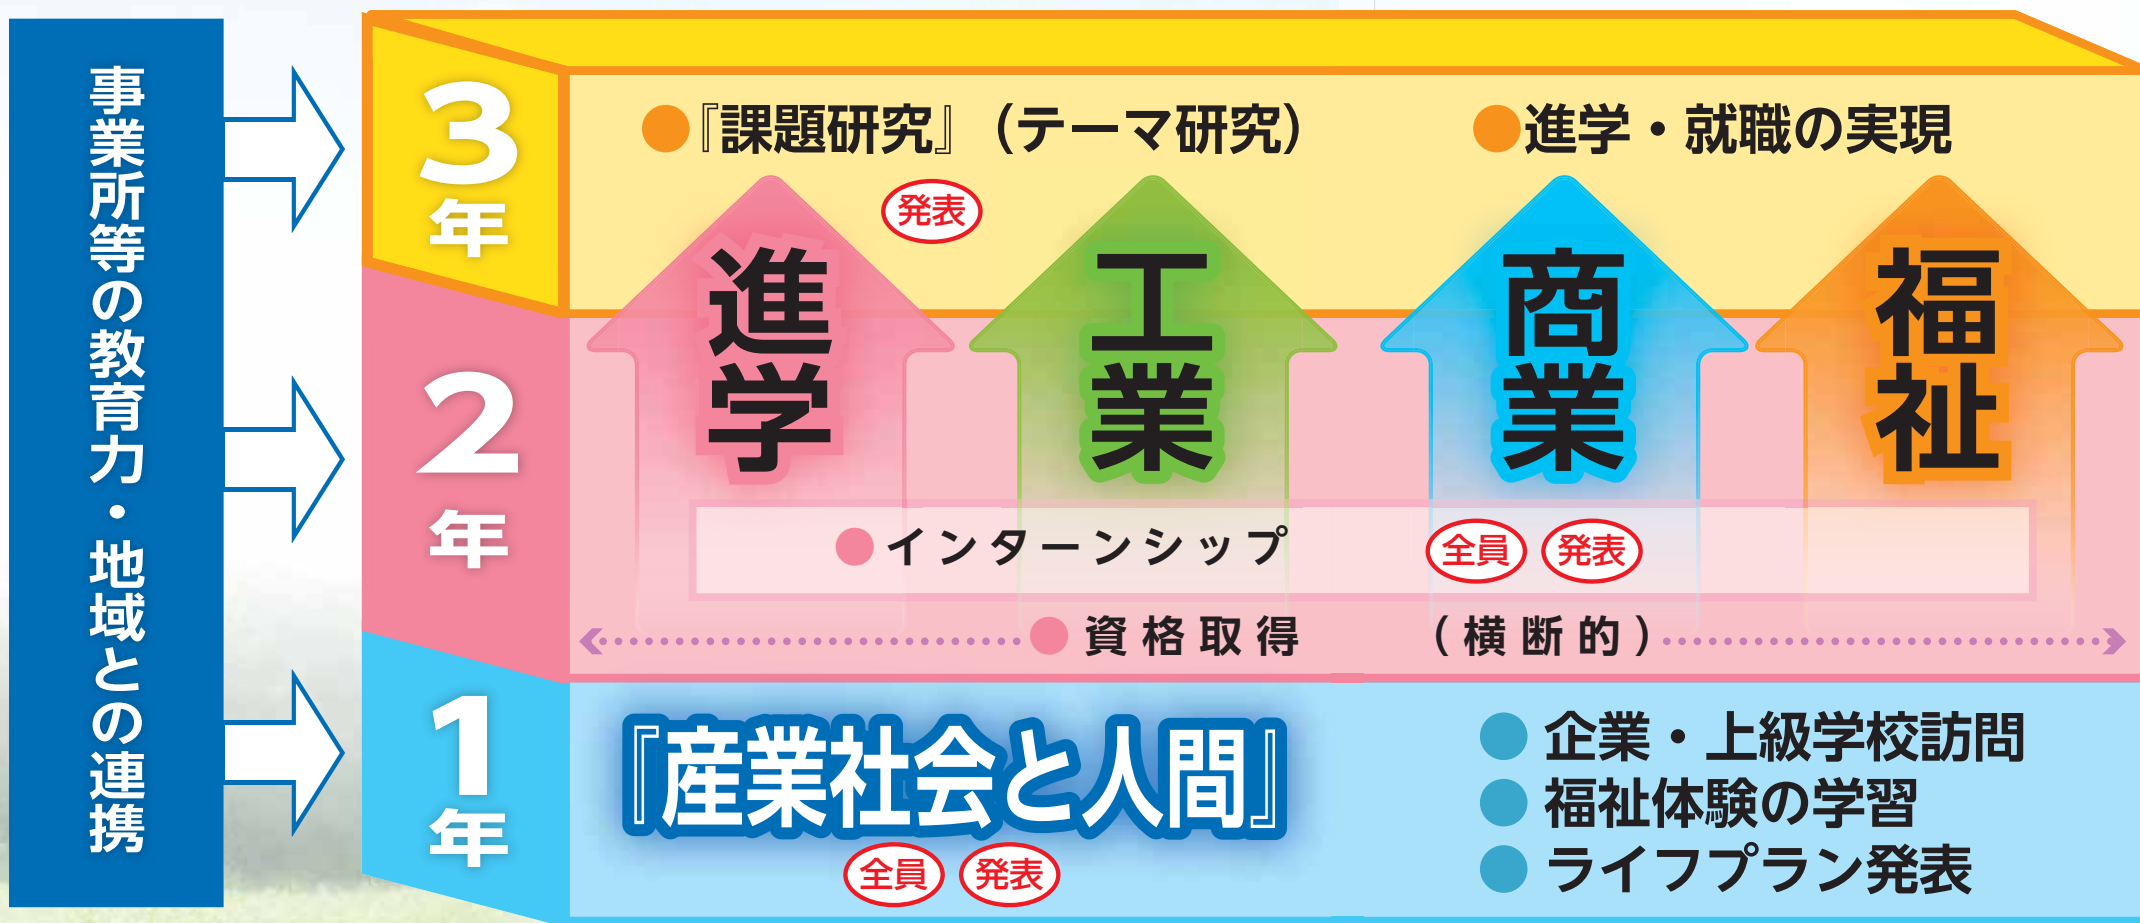 事業所等の教育力・地域との連携
3年
●『課題研究』（テーマ研究）
発表
●進学・就職の実現
進学
工業
商業
福祉
2年
●インターンシップ
全員 発表
●資格取得 （横断的）
1年
『産業社会と人間』
全員 発表
●企業・上級学校訪問
●福祉体験の学習
●ライフプラン発表